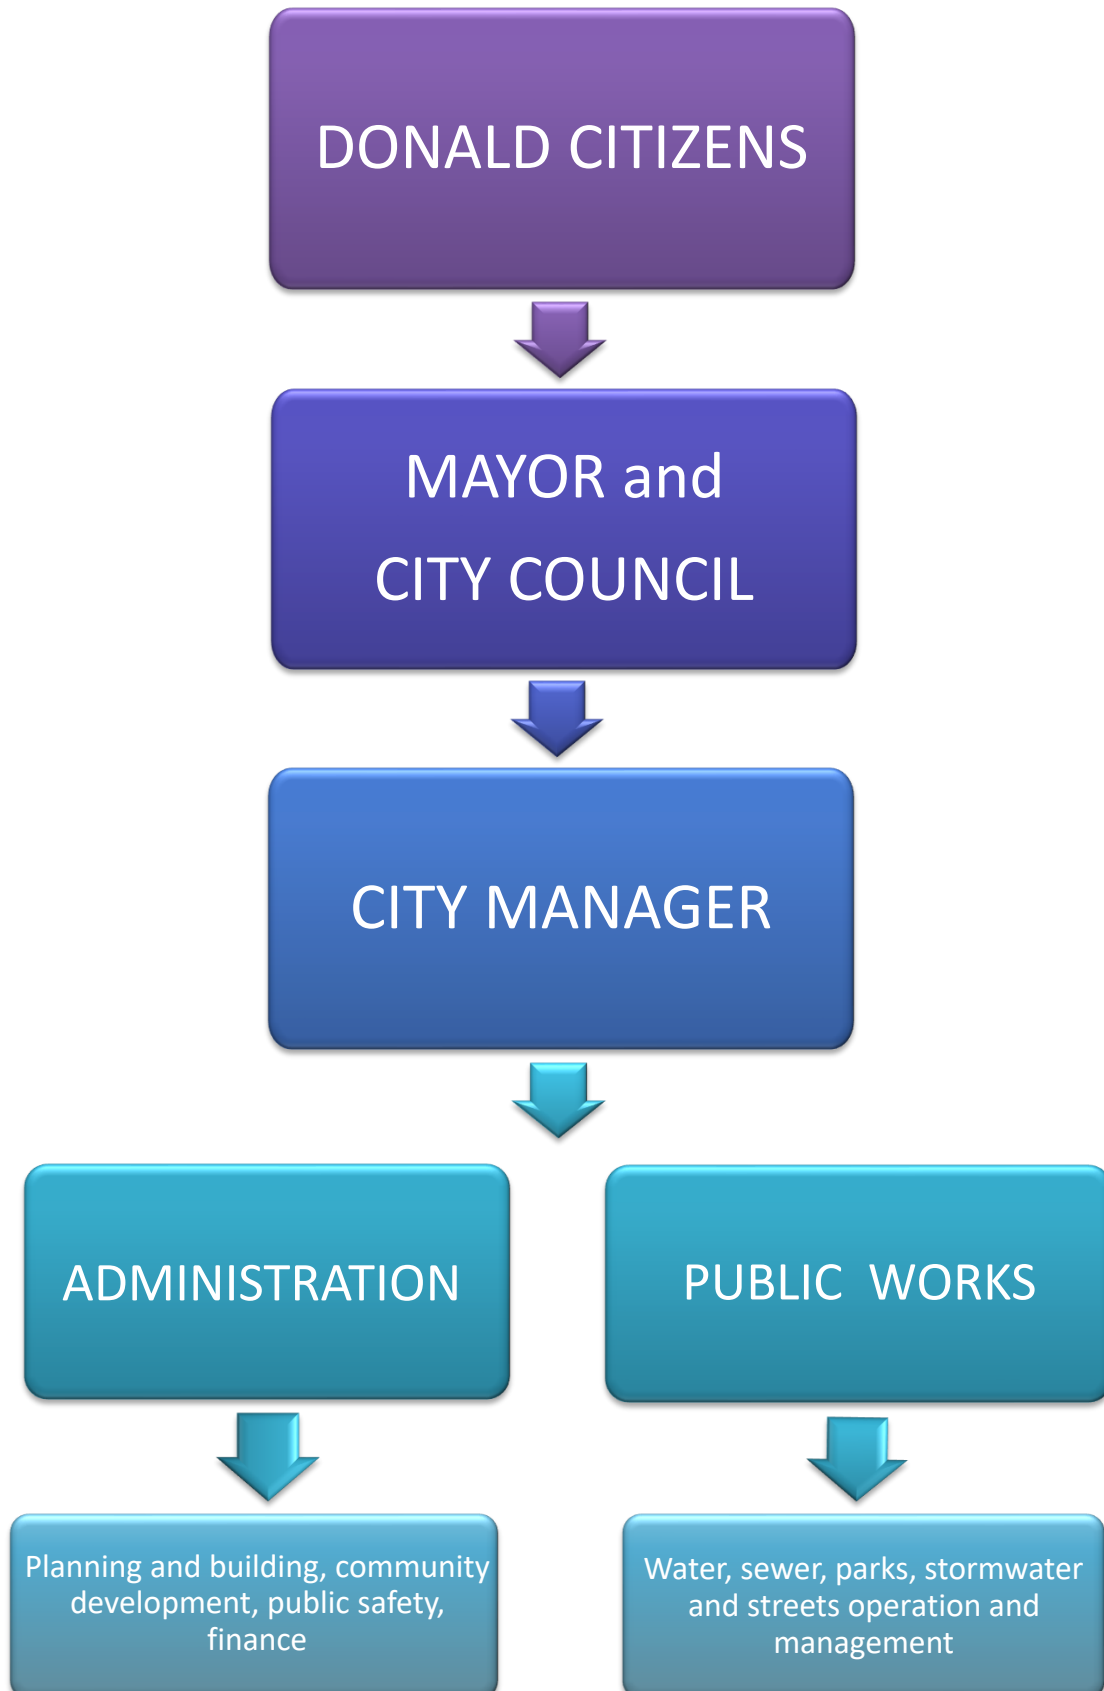 DONALD CITIZENS
MAYOR and
CITY COUNCIL
CITY MANAGER
ADMINISTRATION
PUBLIC WORKS
Planning and building, community
development, public safety,
finance
Water, sewer, parks, stormwater
and streets operation and
management